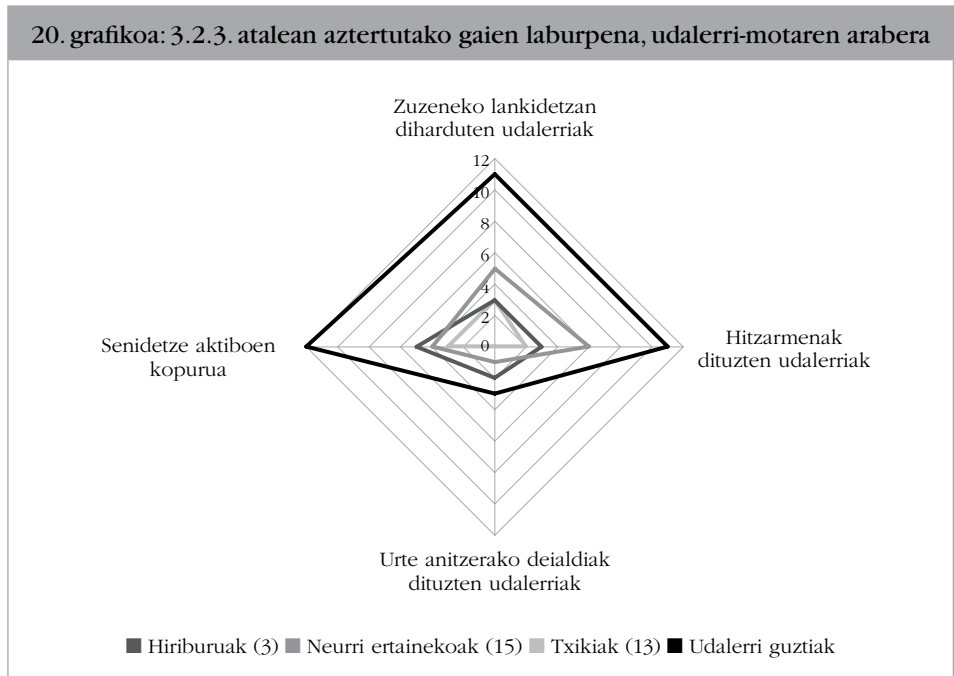 20. grafikoa: 3.2.3. atalean aztertutako gaien laburpena, udalerri-motaren arabera
Zuzeneko lankidetzan
diharduten udalerriak
12
10
8
6
4
2
0
Senidetze aktiboen
kopurua
Hitzarmenak
dituzten udalerriak
Urte anitzerako deialdiak
dituzten udalerriak
Hiriburuak (3) Neurri ertainekoak (15) Txikiak (13) Udalerri guztiak